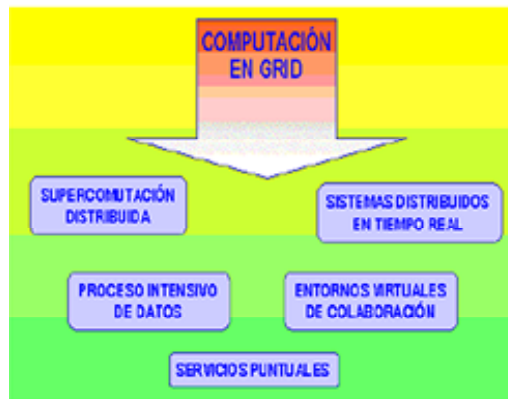 COMPUTACIÓN
EN GRID
SUPERCOMUTACIÓN
DISTRIBUIDA
SISTEMAS DISTRIBUIDOS
EN TIEMPO REAL
PROCESO INTENSIVO
DE DATOS
ENTORNOS VIRTUALES
DE COLABORACIÓN
SERVICIOS PUNTUALES